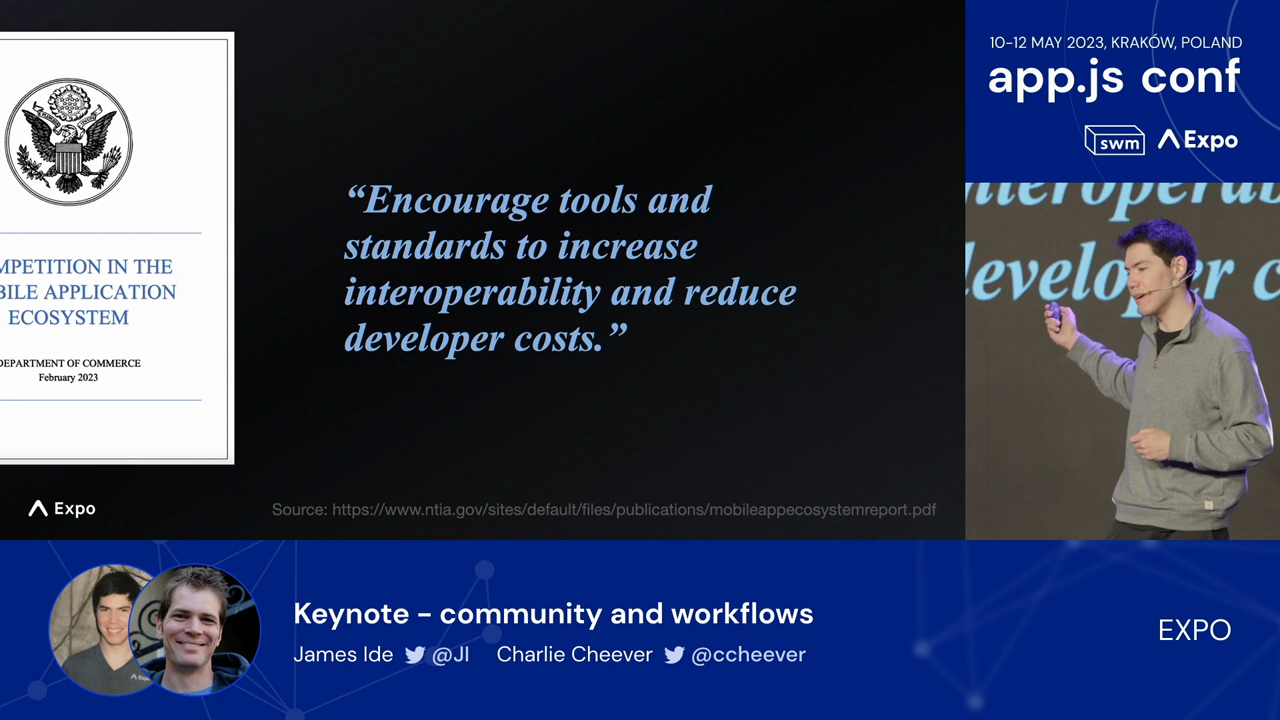 MPETITION IN THE
BILE APPLICATION
ECOSYSTEM
DEPARTMENT OF COMMERCE
February 2023
“Encourage tools and
standards to increase
interoperability and reduce
developer costs.”
Expo
Source: https://www.ntia.gov/sites/default/files/publications/mobileappecosystemreport.pdf
10–12 MAY 2023, KRAKÓW, POLAND
app.js conf
swm Expo
interoperab
develop r c
Keynote – community and workflows
James Ide @JI Charlie Cheever @ccheever
EXPO